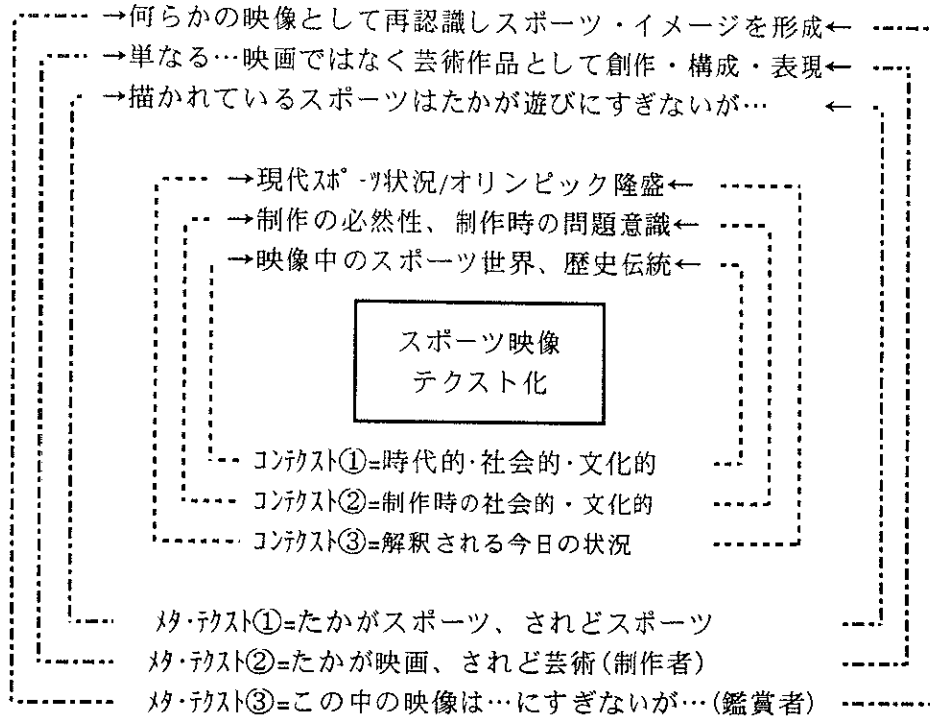 →何らかの映像として再認識しスポーツ・イメージを形成←
→単なる…映画ではなく芸術作品として創作・構成・表現←
→描かれているスポーツはたかが遊びにすぎないが… ←
→現代ｽﾎﾟｰﾂ状況/オリンピック隆盛←
→制作の必然性、制作時の問題意識←
→映像中のスポーツ世界、歴史伝統←
スポーツ映像
テクスト化
ｺﾝﾃｸｽﾄ①=時代的・社会的・文化的
ｺﾝﾃｸｽﾄ②=制作時の社会的・文化的
ｺﾝﾃｸｽﾄ③=解釈される今日の状況
ﾒﾀ・ﾃｸｽﾄ①=たかがスポーツ、されどスポーツ
ﾒﾀ・ﾃｸｽﾄ②=たかが映画、されど芸術(制作者)
ﾒﾀ・ﾃｸｽﾄ③=この中の映像は…にすぎないが…(鑑賞者)